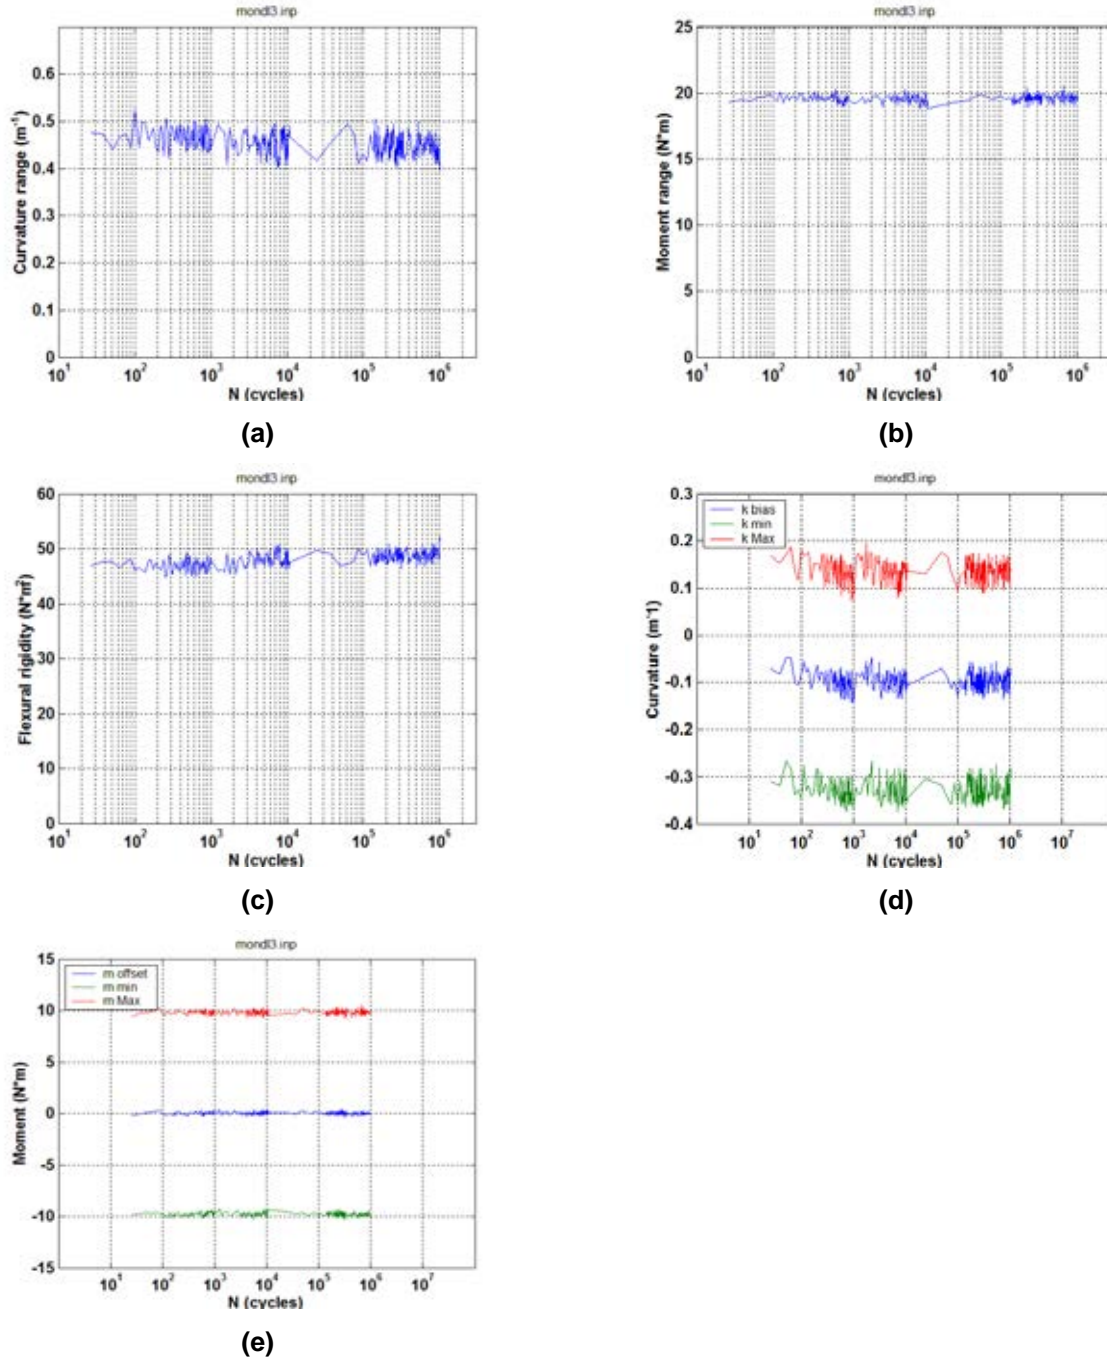 mondl3.inp
0.6
0.5
0.4
0.3
0.2
0.1
0
Curvature range (m⁻¹)
10¹ 10² 10³ 10⁴ 10⁵ 10⁶
N (cycles)
(a)
mondl3.inp
25
20
15
10
5
0
Moment range (N*m)
10¹ 10² 10³ 10⁴ 10⁵ 10⁶
N (cycles)
(b)
mondl3.inp
60
50
40
30
20
10
0
Flexural rigidity (N*m²)
10¹ 10² 10³ 10⁴ 10⁵ 10⁶
N (cycles)
(c)
mondl3.inp
k bias
k min
k Max
0.3
0.2
0.1
0
-0.1
-0.2
-0.3
-0.4
Curvature (m⁻1)
10¹ 10² 10³ 10⁴ 10⁵ 10⁶ 10⁷
N (cycles)
(d)
mondl3.inp
m offset
m min
m Max
15
10
5
0
-5
-10
-15
Moment (N*m)
10¹ 10² 10³ 10⁴ 10⁵ 10⁶ 10⁷
N (cycles)
(e)